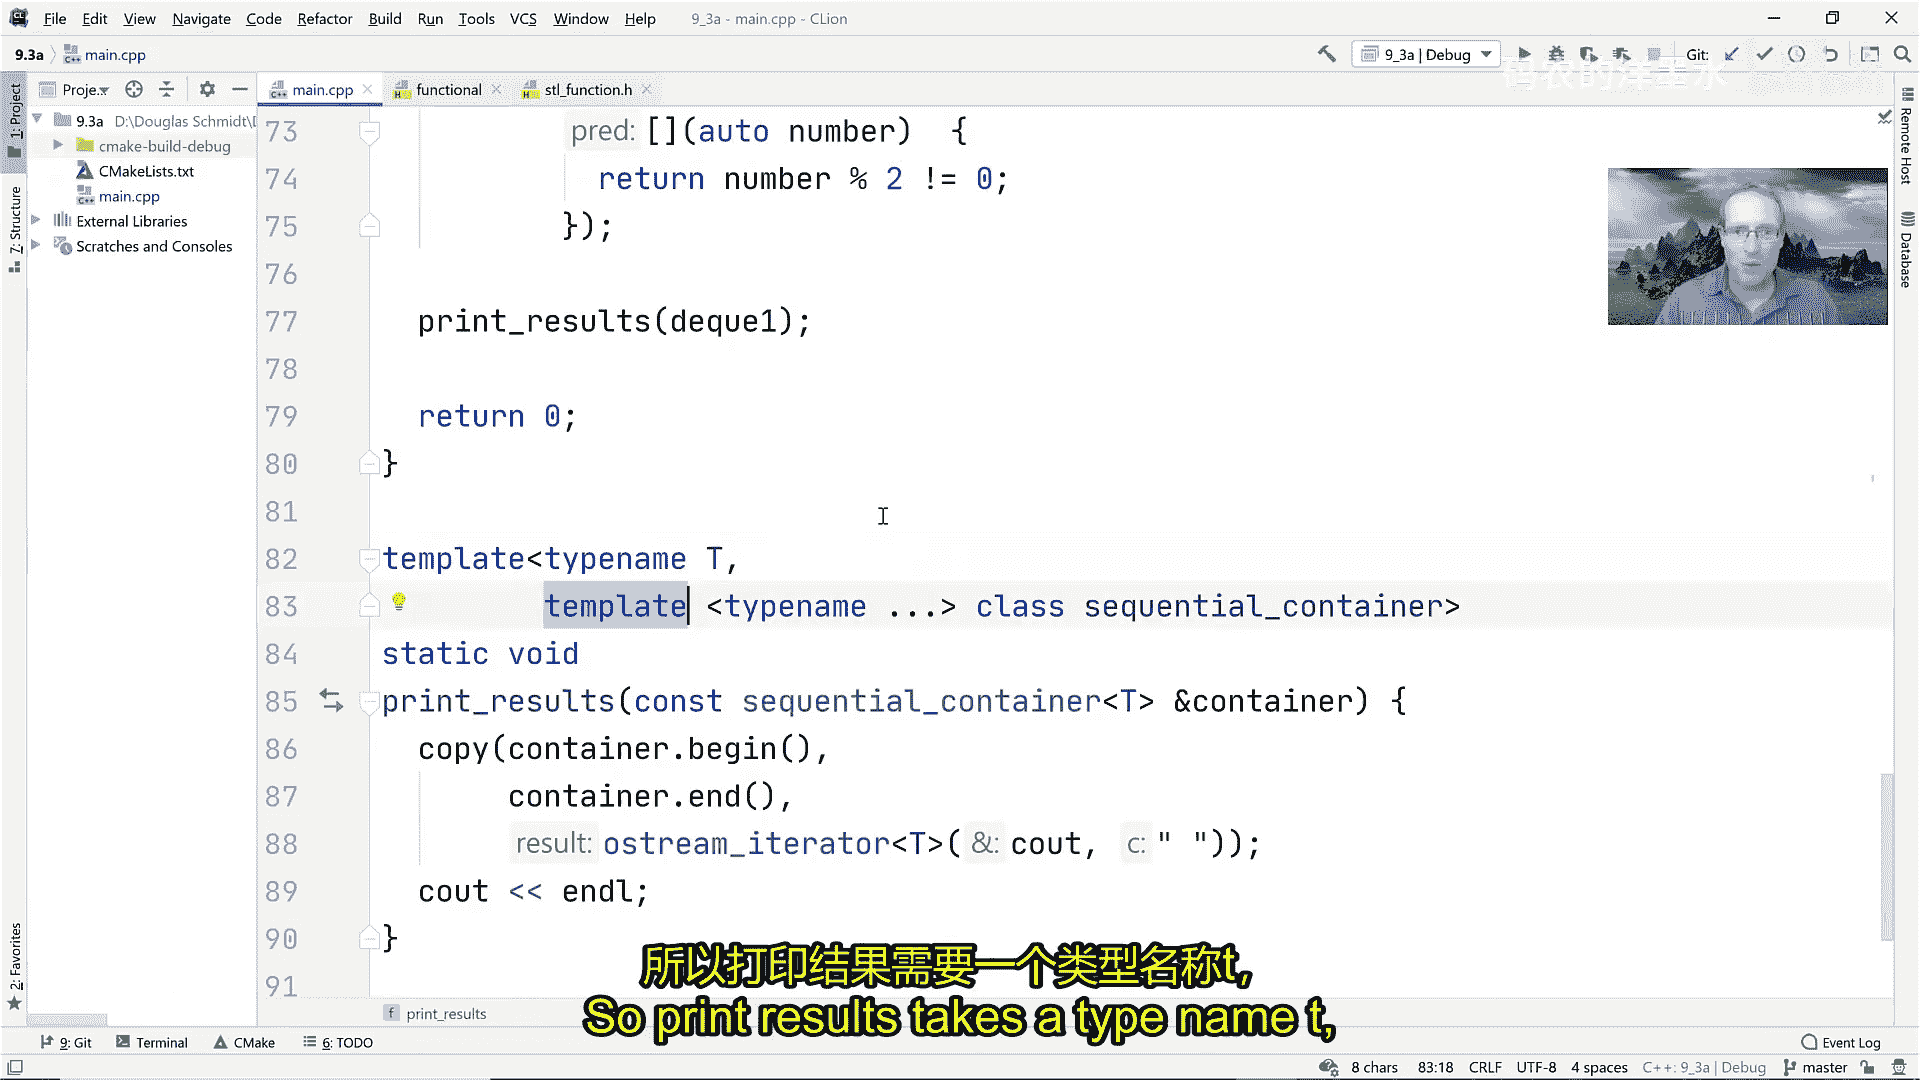 File Edit View Navigate Code Refactor Build Run Tools VCS Window Help 9_3a - main.cpp - CLion
9.3a main.cpp 9_3a | Debug Git:
码农的洋墨水
1: Project Proje... main.cpp functional stl_function.h
9.3a D:\Douglas Schmidt\
cmake-build-debug
CMakeLists.txt
main.cpp
External Libraries
Scratches and Consoles
7: Structure
2: Favorites
Remote Host
Database
73 pred: [](auto number) {
74 return number % 2 != 0;
75 });
76
77 print_results(deque1);
78
79 return 0;
80 }
81
82 template<typename T,
83 template <typename ...> class sequential_container>
84 static void
85 print_results(const sequential_container<T> &container) {
86 copy(container.begin(),
87 container.end(),
88 result: ostream_iterator<T>( &: cout, c: " "));
89 cout << endl;
90 }
91
所以打印结果需要一个类型名称t,
So print results takes a type name t,
f print_results
9: Git Terminal CMake 6: TODO Event Log
8 chars 83:18 CRLF UTF-8 4 spaces C++: 9_3a | Debug master